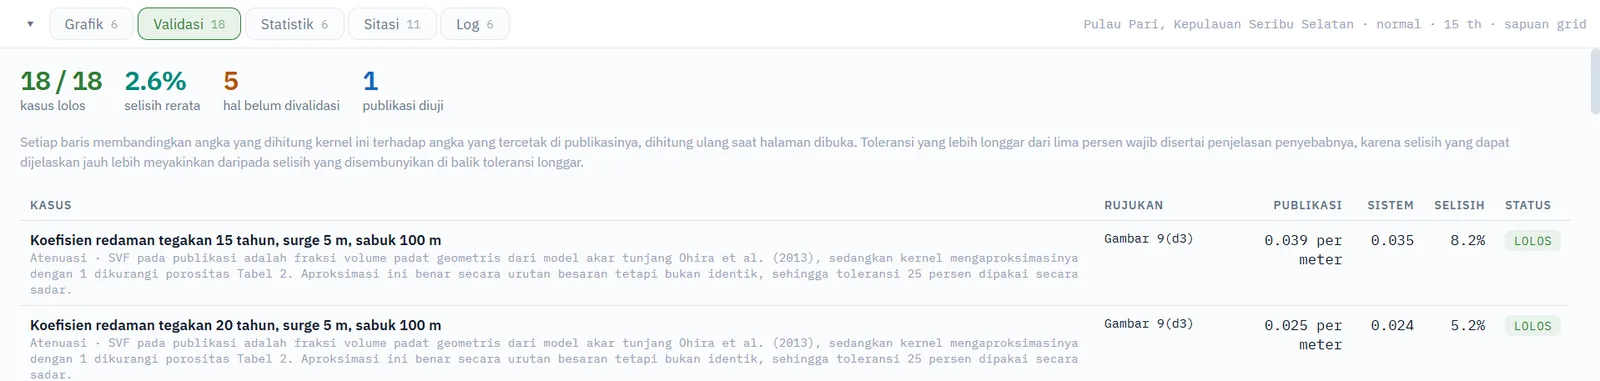 ▾ Grafik 6 Validasi 18 Statistik 6 Sitasi 11 Log 6 Pulau Pari, Kepulauan Seribu Selatan · normal · 15 th · sapuan grid
18 / 18 2.6% 5 1
kasus lolos selisih rerata hal belum divalidasi publikasi diuji
Setiap baris membandingkan angka yang dihitung kernel ini terhadap angka yang tercetak di publikasinya, dihitung ulang saat halaman dibuka. Toleransi yang lebih longgar dari lima persen wajib disertai penjelasan penyebabnya, karena selisih yang dapat
dijelaskan jauh lebih meyakinkan daripada selisih yang disembunyikan di balik toleransi longgar.
KASUS RUJUKAN PUBLIKASI SISTEM SELISIH STATUS
Koefisien redaman tegakan 15 tahun, surge 5 m, sabuk 100 m Gambar 9(d3) 0.039 per 0.035 8.2% LOLOS
meter
Atenuasi · SVF pada publikasi adalah fraksi volume padat geometris dari model akar tunjang Ohira et al. (2013), sedangkan kernel mengaproksimasinya
dengan 1 dikurangi porositas Tabel 2. Aproksimasi ini benar secara urutan besaran tetapi bukan identik, sehingga toleransi 25 persen dipakai secara
sadar.
Koefisien redaman tegakan 20 tahun, surge 5 m, sabuk 100 m Gambar 9(d3) 0.025 per 0.024 5.2% LOLOS
meter
Atenuasi · SVF pada publikasi adalah fraksi volume padat geometris dari model akar tunjang Ohira et al. (2013), sedangkan kernel mengaproksimasinya
dengan 1 dikurangi porositas Tabel 2. Aproksimasi ini benar secara urutan besaran tetapi bukan identik, sehingga toleransi 25 persen dipakai secara
sadar.